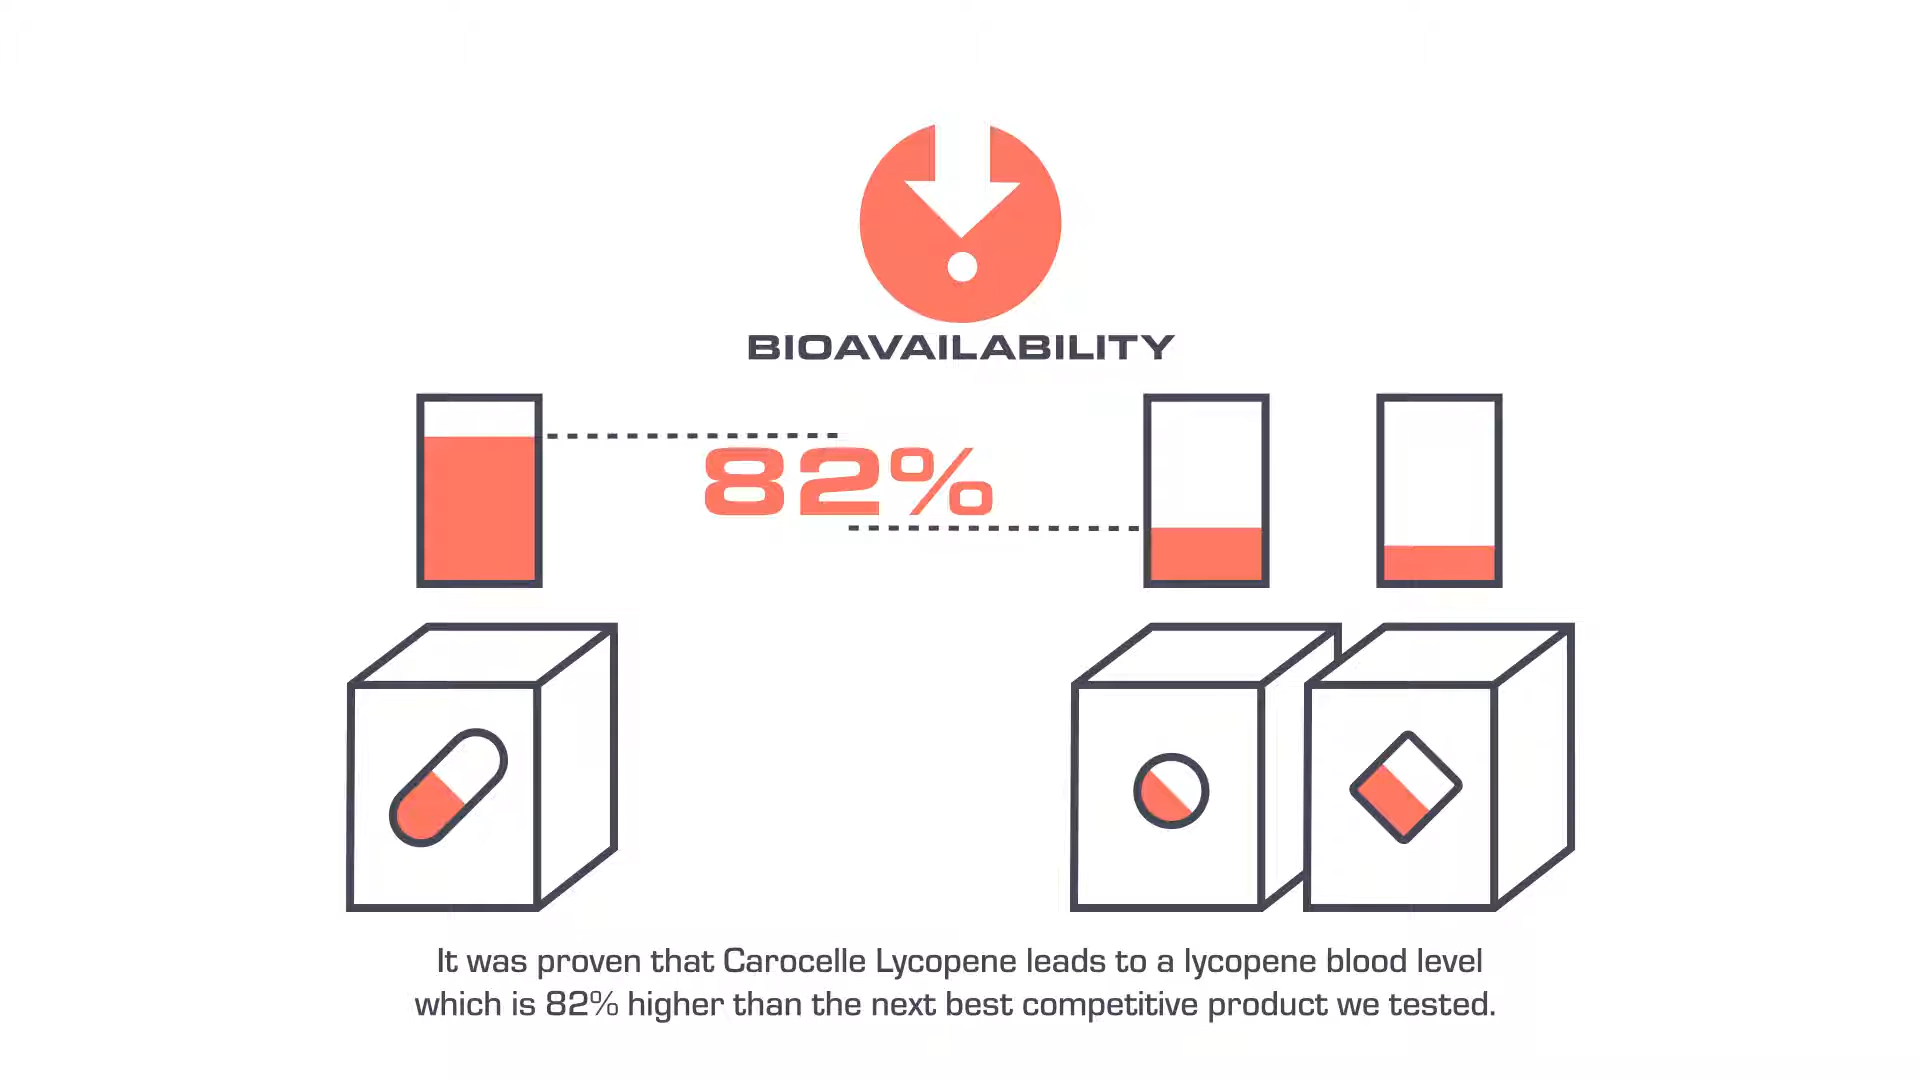 BIOAVAILABILITY
82%
It was proven that Carocelle Lycopene leads to a lycopene blood level
which is 82% higher than the next best competitive product we tested.